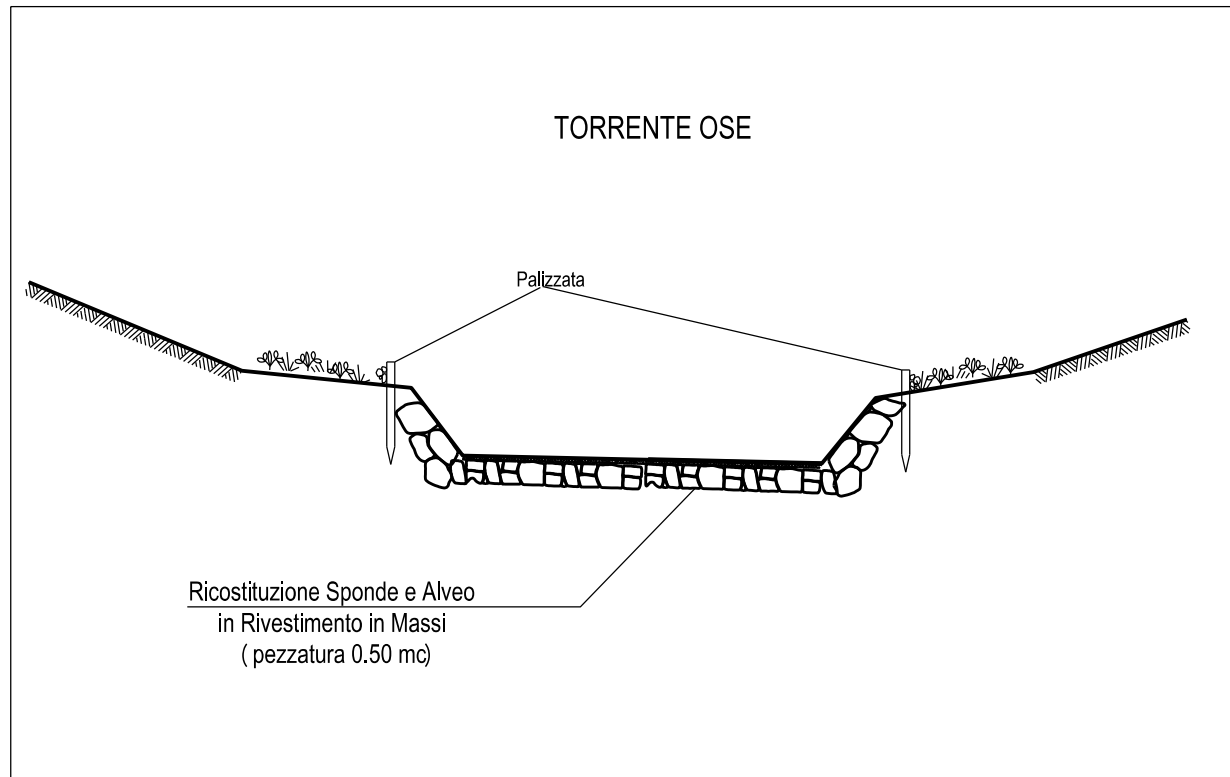 TORRENTE OSE
Palizzata
Ricostituzione Sponde e Alveo
in Rivestimento in Massi
( pezzatura 0.50 mc)